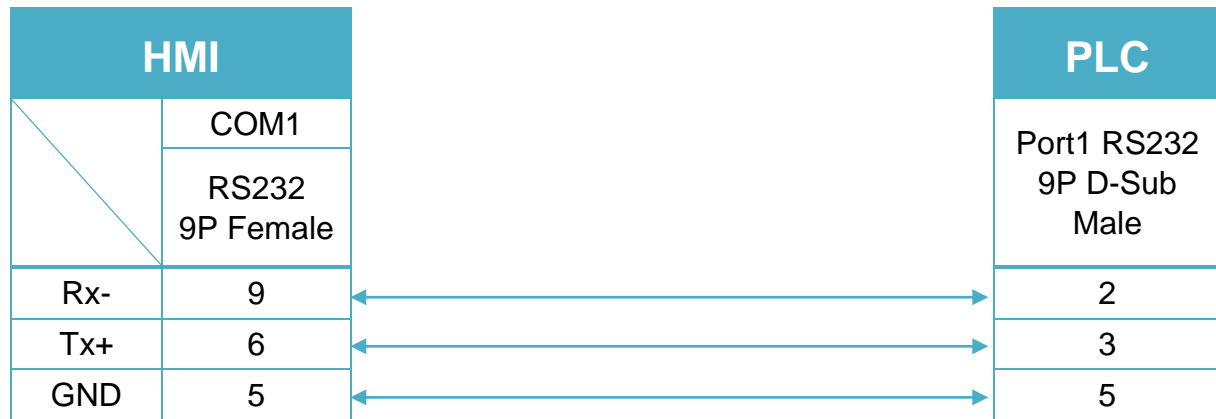 HMI
PLC
COM1
RS232
9P Female
Port1 RS232
9P D-Sub
Male
Rx- 9 2
Tx+ 6 3
GND 5 5